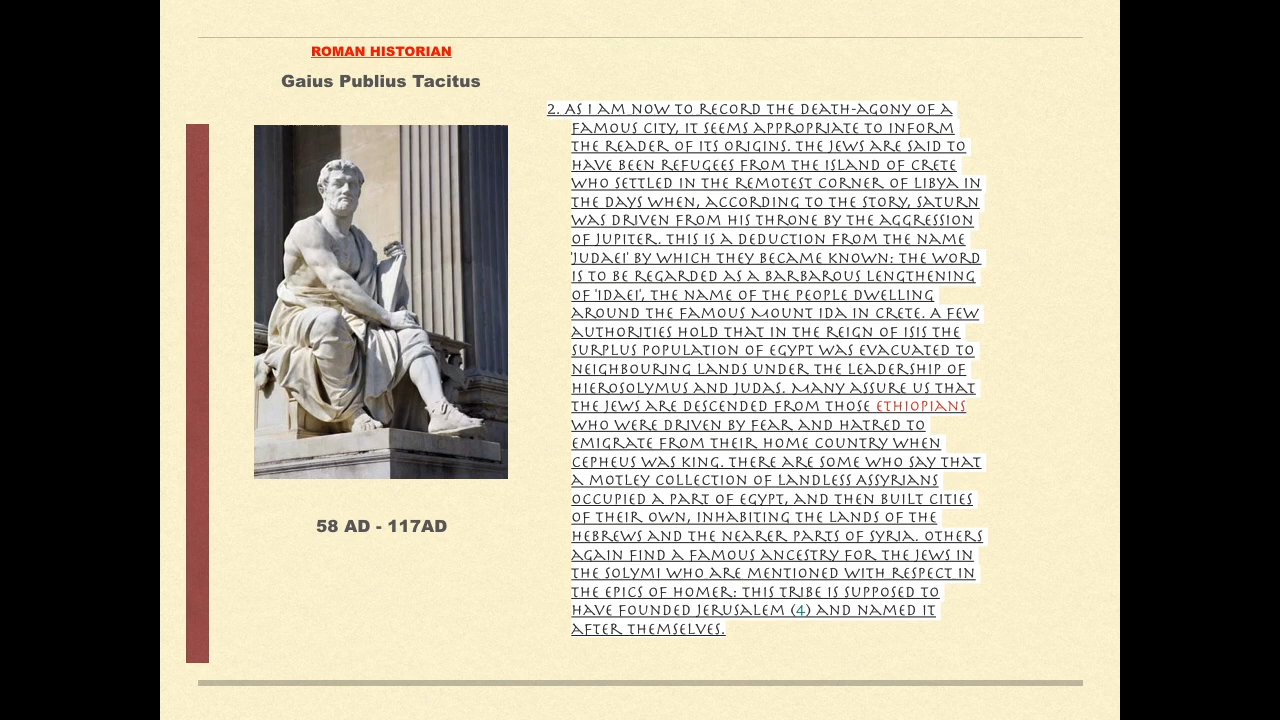 ROMAN HISTORIAN
Gaius Publius Tacitus
58 AD - 117AD
2. AS I AM NOW TO RECORD THE DEATH-AGONY OF A
FAMOUS CITY, IT SEEMS APPROPRIATE TO INFORM
THE READER OF ITS ORIGINS. THE JEWS ARE SAID TO
HAVE BEEN REFUGEES FROM THE ISLAND OF CRETE
WHO SETTLED IN THE REMOTEST CORNER OF LIBYA IN
THE DAYS WHEN, ACCORDING TO THE STORY, SATURN
WAS DRIVEN FROM HIS THRONE BY THE AGGRESSION
OF JUPITER. THIS IS A DEDUCTION FROM THE NAME
'JUDAEI' BY WHICH THEY BECAME KNOWN: THE WORD
IS TO BE REGARDED AS A BARBAROUS LENGTHENING
OF 'IDAEI', THE NAME OF THE PEOPLE DWELLING
AROUND THE FAMOUS MOUNT IDA IN CRETE. A FEW
AUTHORITIES HOLD THAT IN THE REIGN OF ISIS THE
SURPLUS POPULATION OF EGYPT WAS EVACUATED TO
NEIGHBOURING LANDS UNDER THE LEADERSHIP OF
HIEROSOLYMUS AND JUDAS. MANY ASSURE US THAT
THE JEWS ARE DESCENDED FROM THOSE ETHIOPIANS
WHO WERE DRIVEN BY FEAR AND HATRED TO
EMIGRATE FROM THEIR HOME COUNTRY WHEN
CEPHEUS WAS KING. THERE ARE SOME WHO SAY THAT
A MOTLEY COLLECTION OF LANDLESS ASSYRIANS
OCCUPIED A PART OF EGYPT, AND THEN BUILT CITIES
OF THEIR OWN, INHABITING THE LANDS OF THE
HEBREWS AND THE NEARER PARTS OF SYRIA. OTHERS
AGAIN FIND A FAMOUS ANCESTRY FOR THE JEWS IN
THE SOLYMI WHO ARE MENTIONED WITH RESPECT IN
THE EPICS OF HOMER: THIS TRIBE IS SUPPOSED TO
HAVE FOUNDED JERUSALEM (4) AND NAMED IT
AFTER THEMSELVES.